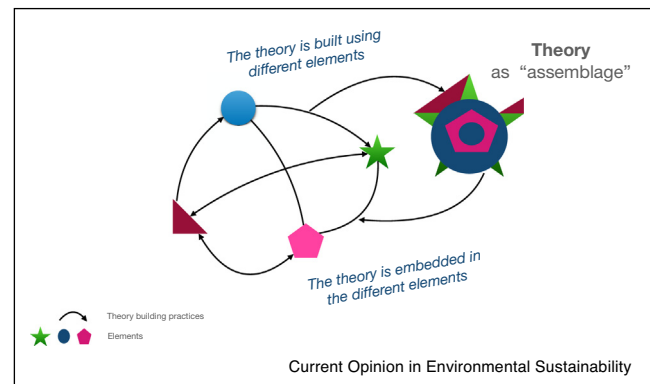 The theory is built using
different elements
Theory
as “assemblage”
The theory is embedded in
the different elements
Theory building practices
Elements
Current Opinion in Environmental Sustainability